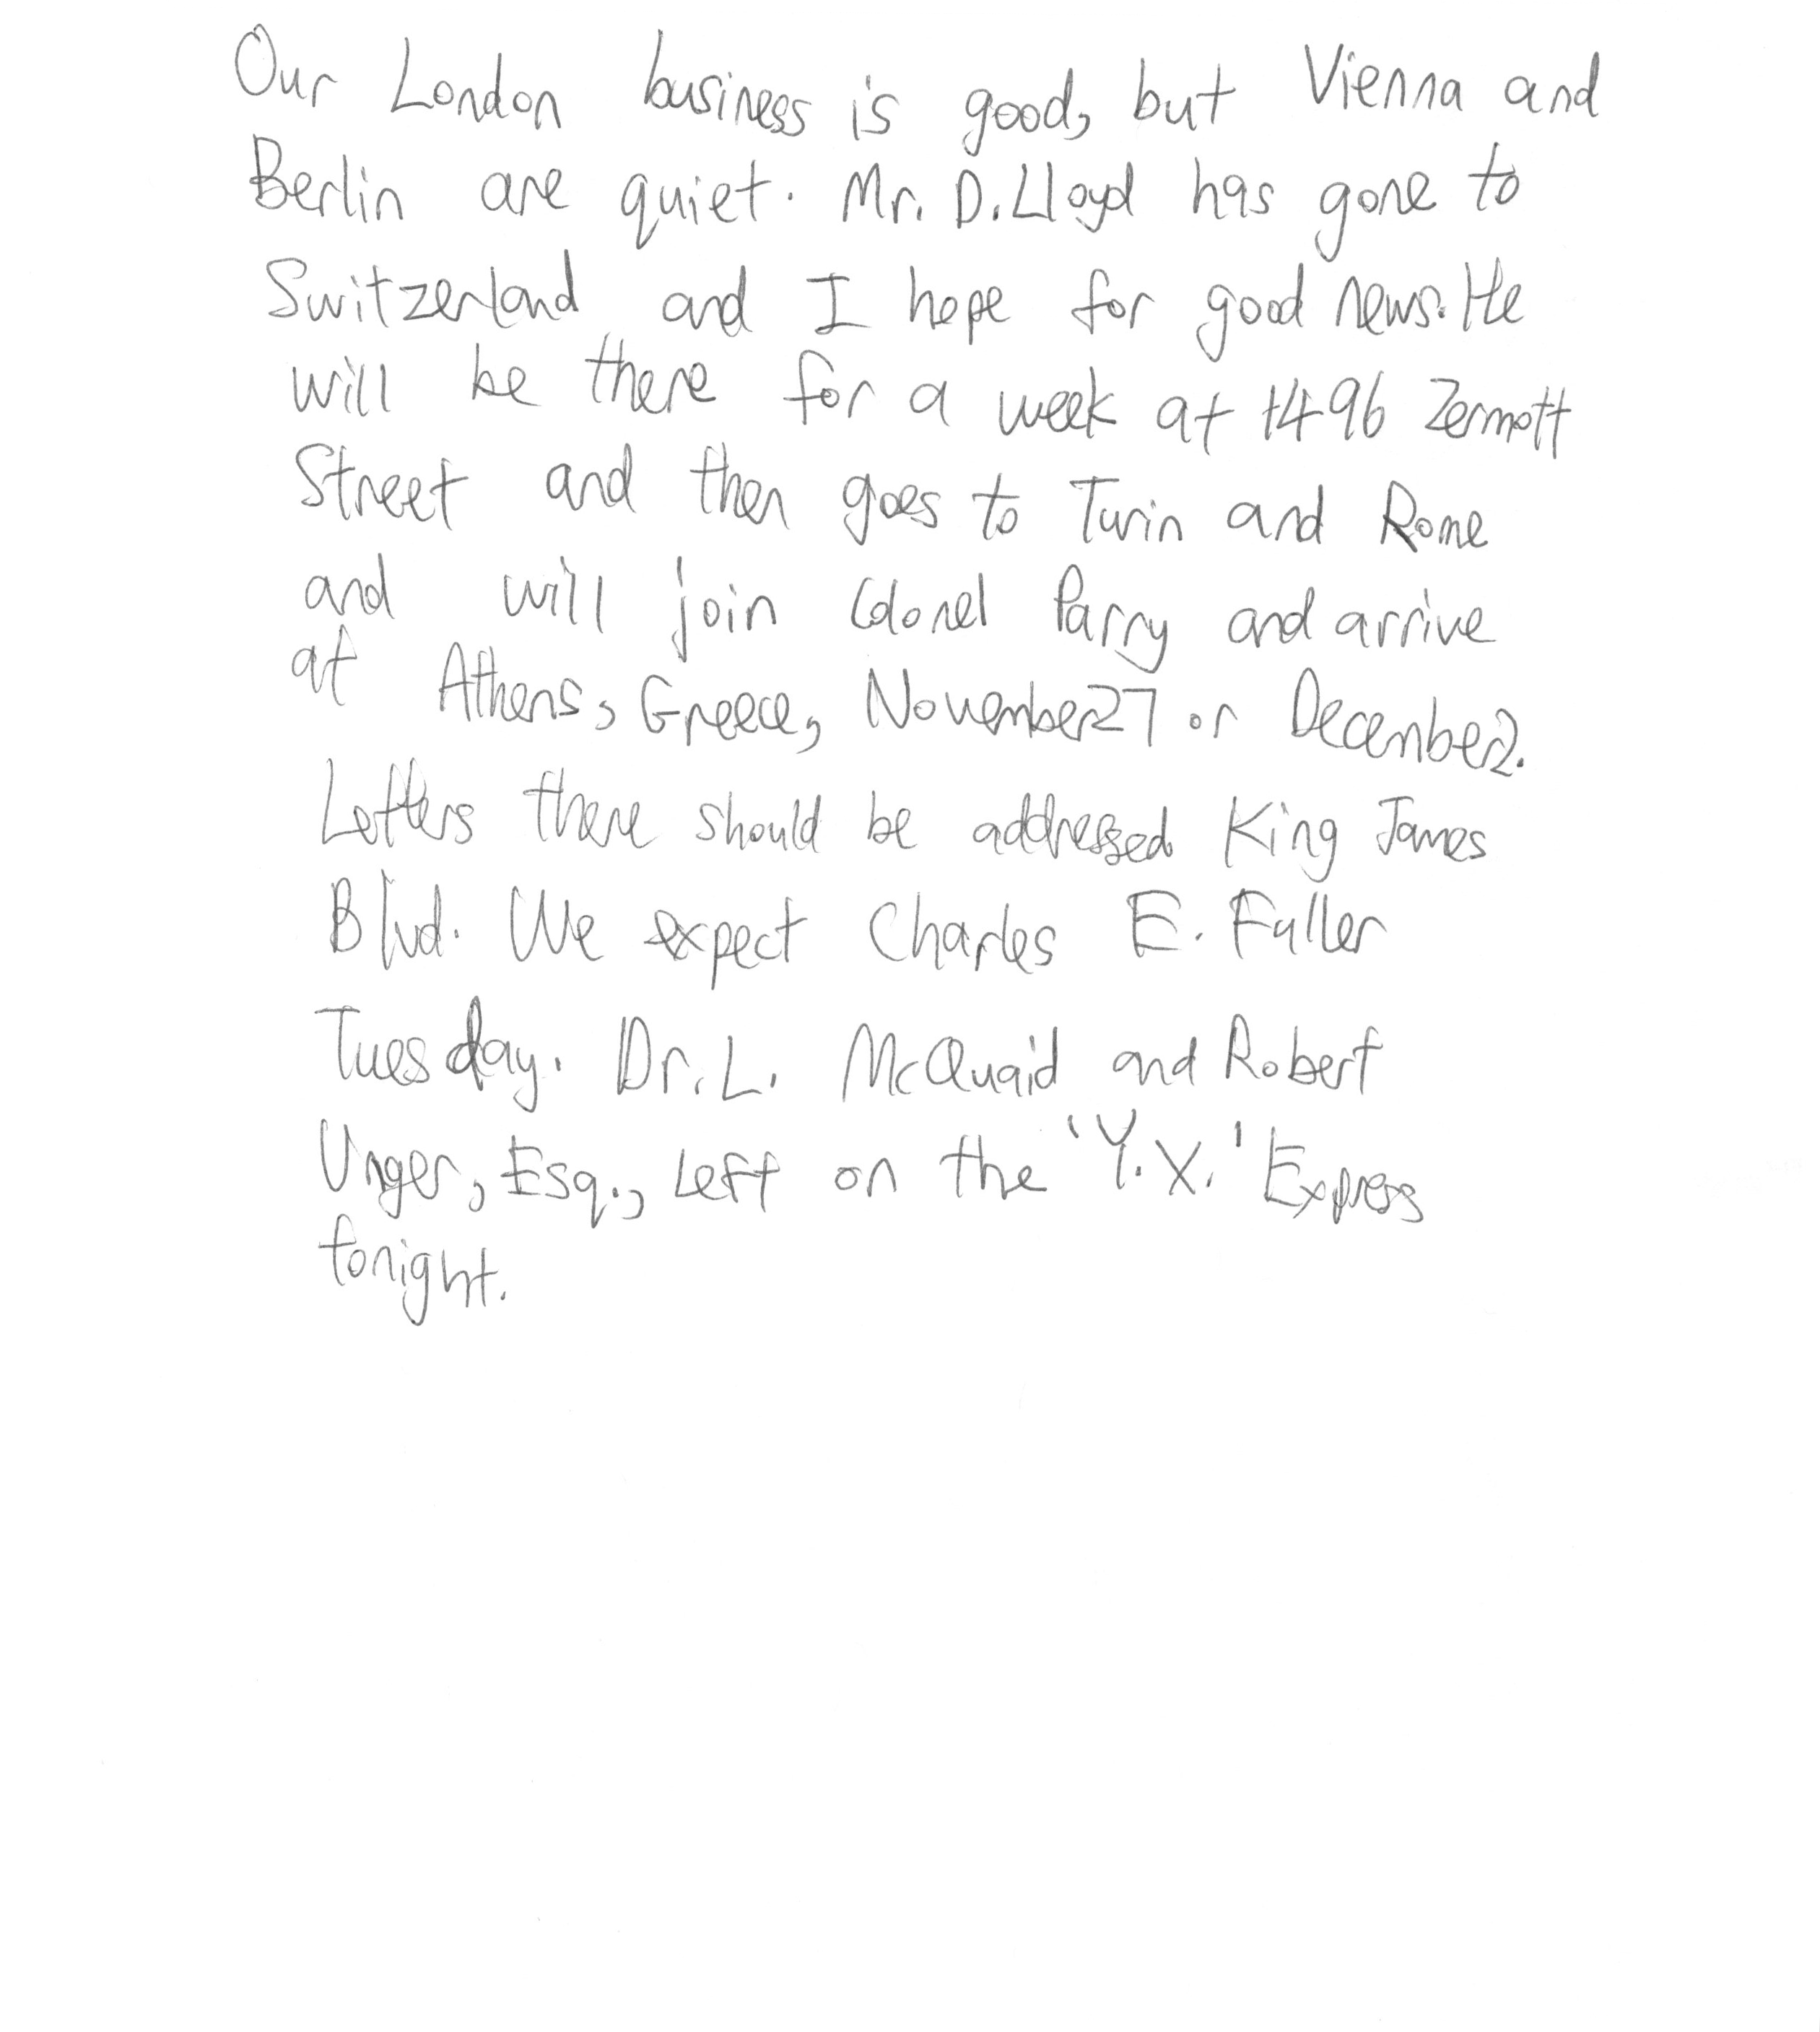 Our London business is good, but Vienna and
Berlin are quiet. Mr. D. Lloyd has gone to
Switzerland and I hope for good news. He
will be there for a week at 1496 Zermott
Street and then goes to Turin and Rome
and will join Colonel Parry and arrive
at Athens, Greece, November 27 or December 2.
Letters there should be addressed King James
Blvd. We expect Charles E. Fuller
Tuesday. Dr. L. McQuaid and Robert
Unger, Esq., Left on the 'Y.X.' Express
tonight.